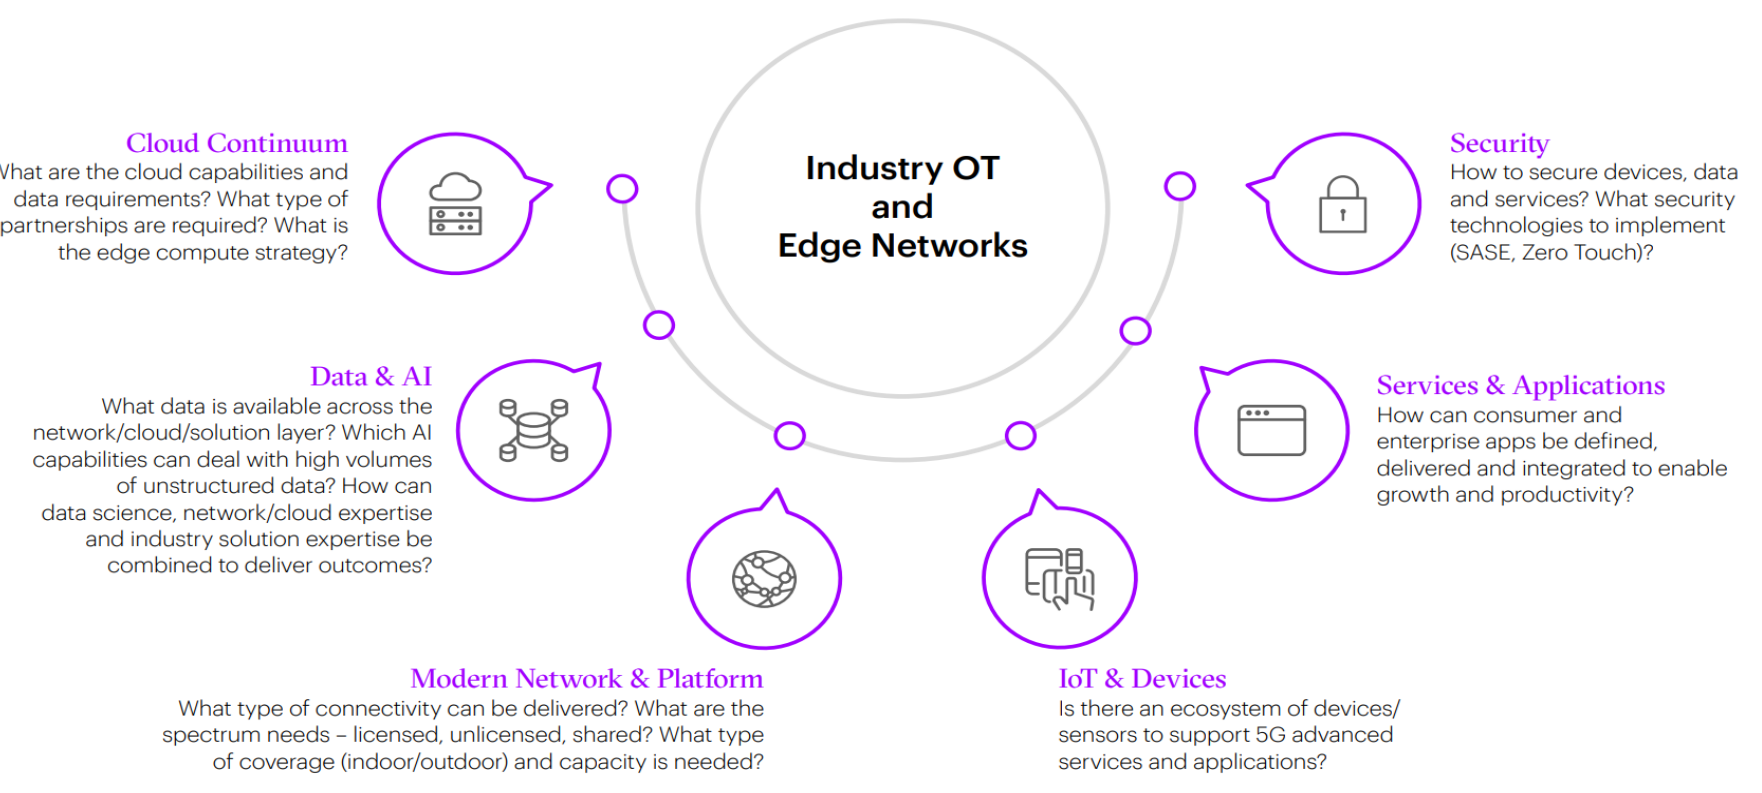 Industry OT
and
Edge Networks
Cloud Continuum
What are the cloud capabilities and
data requirements? What type of
partnerships are required? What is
the edge compute strategy?
Data & AI
What data is available across the
network/cloud/solution layer? Which AI
capabilities can deal with high volumes
of unstructured data? How can
data science, network/cloud expertise
and industry solution expertise be
combined to deliver outcomes?
Modern Network & Platform
What type of connectivity can be delivered? What are the
spectrum needs – licensed, unlicensed, shared? What type
of coverage (indoor/outdoor) and capacity is needed?
IoT & Devices
Is there an ecosystem of devices/
sensors to support 5G advanced
services and applications?
Services & Applications
How can consumer and
enterprise apps be defined,
delivered and integrated to enable
growth and productivity?
Security
How to secure devices, data
and services? What security
technologies to implement
(SASE, Zero Touch)?